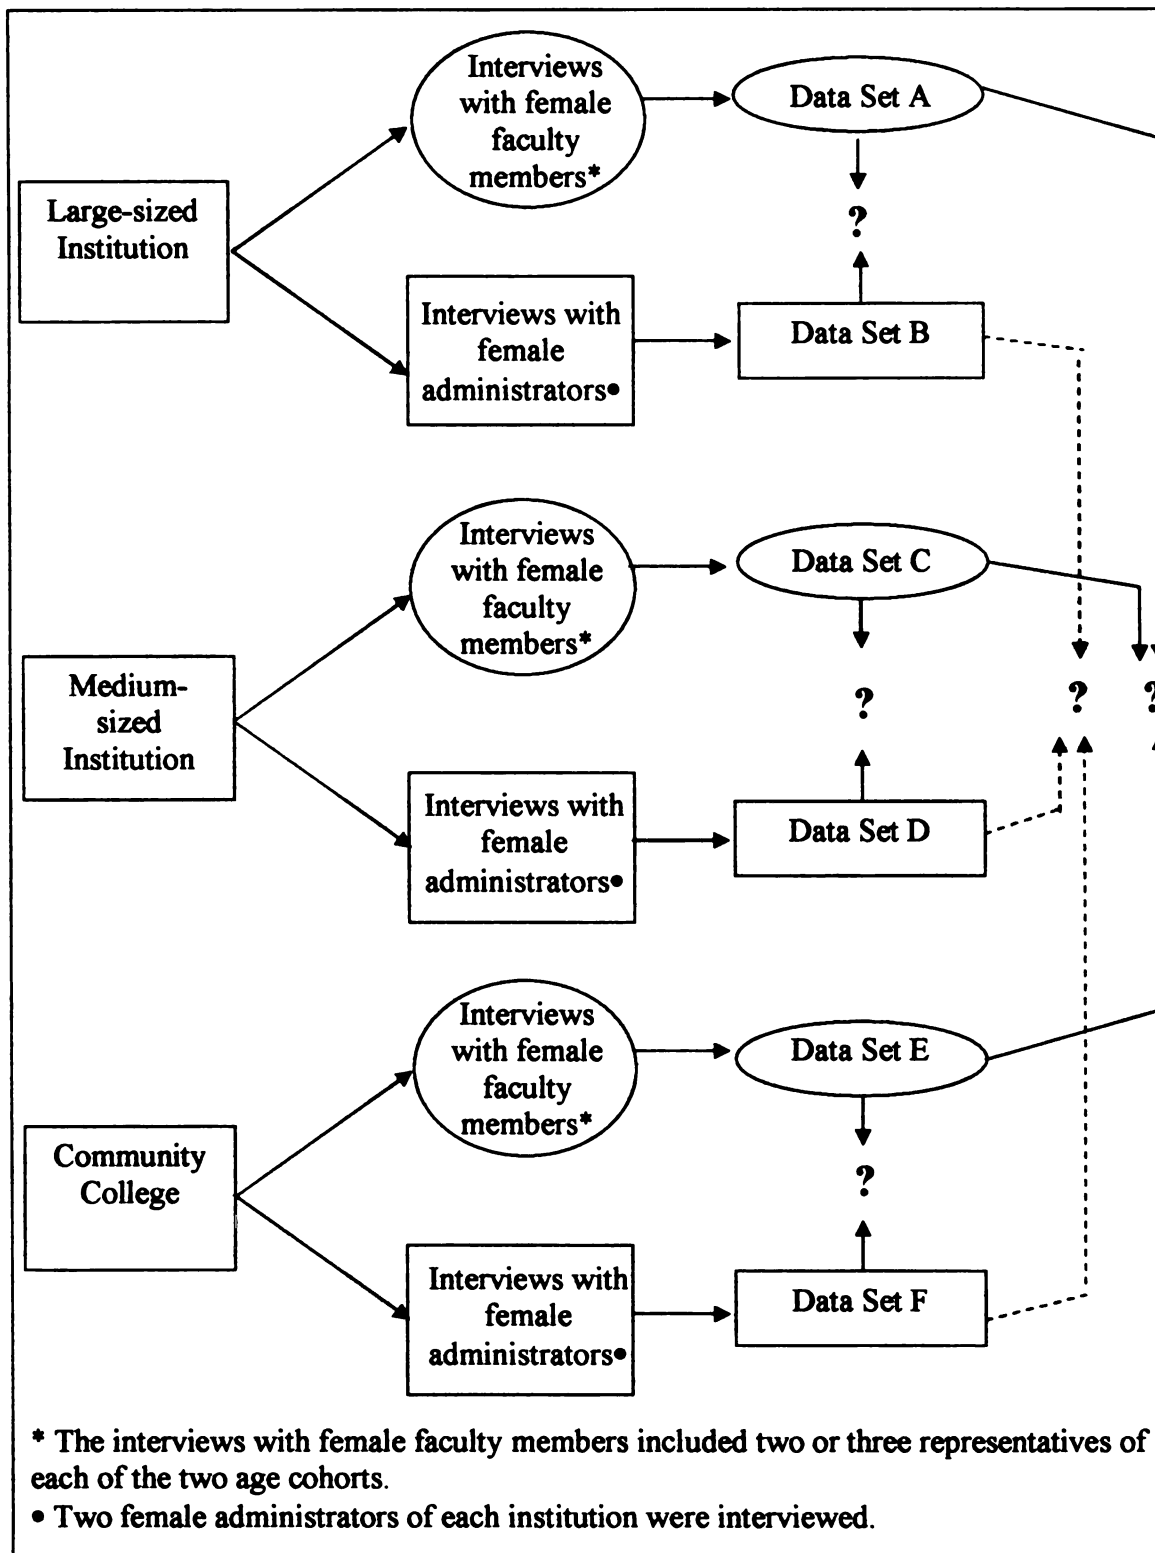 Interviews
with female
faculty
members*
Data Set A
Large-sized
Institution
?
Interviews with
female
administrators●
Data Set B
Interviews
with female
faculty
members*
Data Set C
Medium-
sized
Institution
?
?
?
Interviews with
female
administrators●
Data Set D
Interviews
with female
faculty
members*
Data Set E
Community
College
?
Interviews with
female
administrators●
Data Set F
* The interviews with female faculty members included two or three representatives of
each of the two age cohorts.
● Two female administrators of each institution were interviewed.